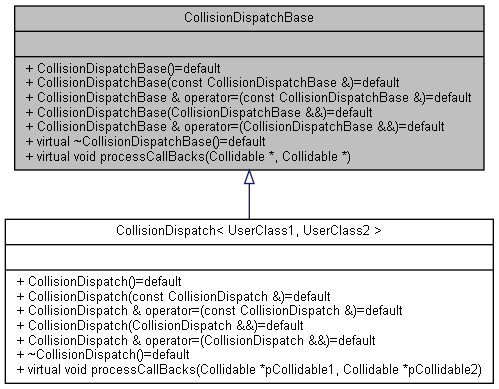 CollisionDispatchBase
+ CollisionDispatchBase()=default
+ CollisionDispatchBase(const CollisionDispatchBase &)=default
+ CollisionDispatchBase & operator=(const CollisionDispatchBase &)=default
+ CollisionDispatchBase(CollisionDispatchBase &&)=default
+ CollisionDispatchBase & operator=(CollisionDispatchBase &&)=default
+ virtual ~CollisionDispatchBase()=default
+ virtual void processCallBacks(Collidable *, Collidable *)
CollisionDispatch< UserClass1, UserClass2 >
+ CollisionDispatch()=default
+ CollisionDispatch(const CollisionDispatch &)=default
+ CollisionDispatch & operator=(const CollisionDispatch &)=default
+ CollisionDispatch(CollisionDispatch &&)=default
+ CollisionDispatch & operator=(CollisionDispatch &&)=default
+ ~CollisionDispatch()=default
+ virtual void processCallBacks(Collidable *pCollidable1, Collidable *pCollidable2)